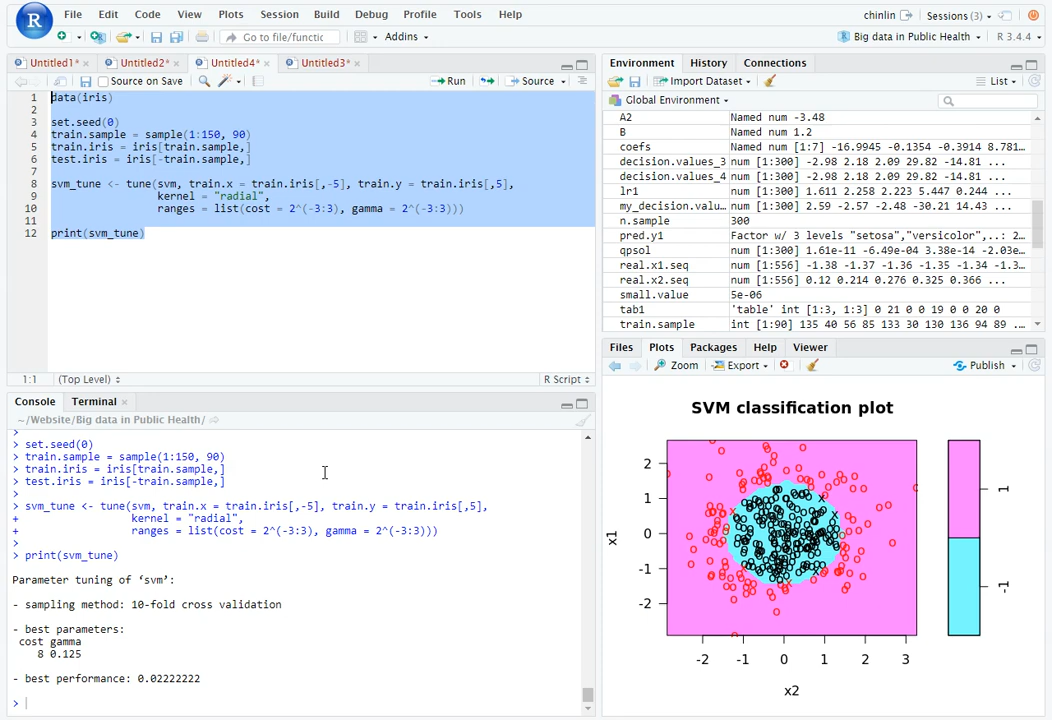 R File Edit Code View Plots Session Build Debug Profile Tools Help chinlin Sessions (3)
Go to file/functic Addins Big data in Public Health R 3.4.4
Untitled1* Untitled2* Untitled4* Untitled3*
Source on Save Run Source
1 data(iris)
2
3 set.seed(0)
4 train.sample = sample(1:150, 90)
5 train.iris = iris[train.sample,]
6 test.iris = iris[-train.sample,]
7
8 svm_tune <- tune(svm, train.x = train.iris[,-5], train.y = train.iris[,5],
9 kernel = "radial",
10 ranges = list(cost = 2^(-3:3), gamma = 2^(-3:3)))
11
12 print(svm_tune)
1:1 (Top Level) R Script
Console Terminal
~/Website/Big data in Public Health/
>
> set.seed(0)
> train.sample = sample(1:150, 90)
> train.iris = iris[train.sample,]
> test.iris = iris[-train.sample,]
>
> svm_tune <- tune(svm, train.x = train.iris[,-5], train.y = train.iris[,5],
+ kernel = "radial",
+ ranges = list(cost = 2^(-3:3), gamma = 2^(-3:3)))
>
> print(svm_tune)
Parameter tuning of ‘svm’:
- sampling method: 10-fold cross validation
- best parameters:
cost gamma
8 0.125
- best performance: 0.02222222
>
Environment History Connections
Import Dataset List
Global Environment
A2 Named num -3.48
B Named num 1.2
coefs Named num [1:7] -16.9945 -0.1354 -0.3914 8.781...
decision.values_3 num [1:300] -2.98 2.18 2.09 29.82 -14.81 ...
decision.values_4 num [1:300] -2.98 2.18 2.09 29.82 -14.81 ...
lr1 num [1:300] 1.611 2.258 2.223 5.447 0.244 ...
my_decision.valu... num [1:300] 2.59 -2.57 -2.48 -30.21 14.43 ...
n.sample 300
pred.y1 Factor w/ 3 levels "setosa","versicolor",..: 2...
qpsol num [1:300] 1.61e-11 -6.49e-04 3.38e-14 -2.03e...
real.x1.seq num [1:556] -1.38 -1.37 -1.36 -1.35 -1.34 -1.3...
real.x2.seq num [1:556] 0.12 0.214 0.276 0.325 0.366 ...
small.value 5e-06
tab1 'table' int [1:3, 1:3] 0 21 0 0 19 0 0 20 0
train.sample int [1:90] 135 40 56 85 133 30 130 136 94 89 ...
Files Plots Packages Help Viewer
Zoom Export Publish
SVM classification plot
2
1
0
-1
-2
x1
-2 -1 0 1 2 3
x2
1
-1